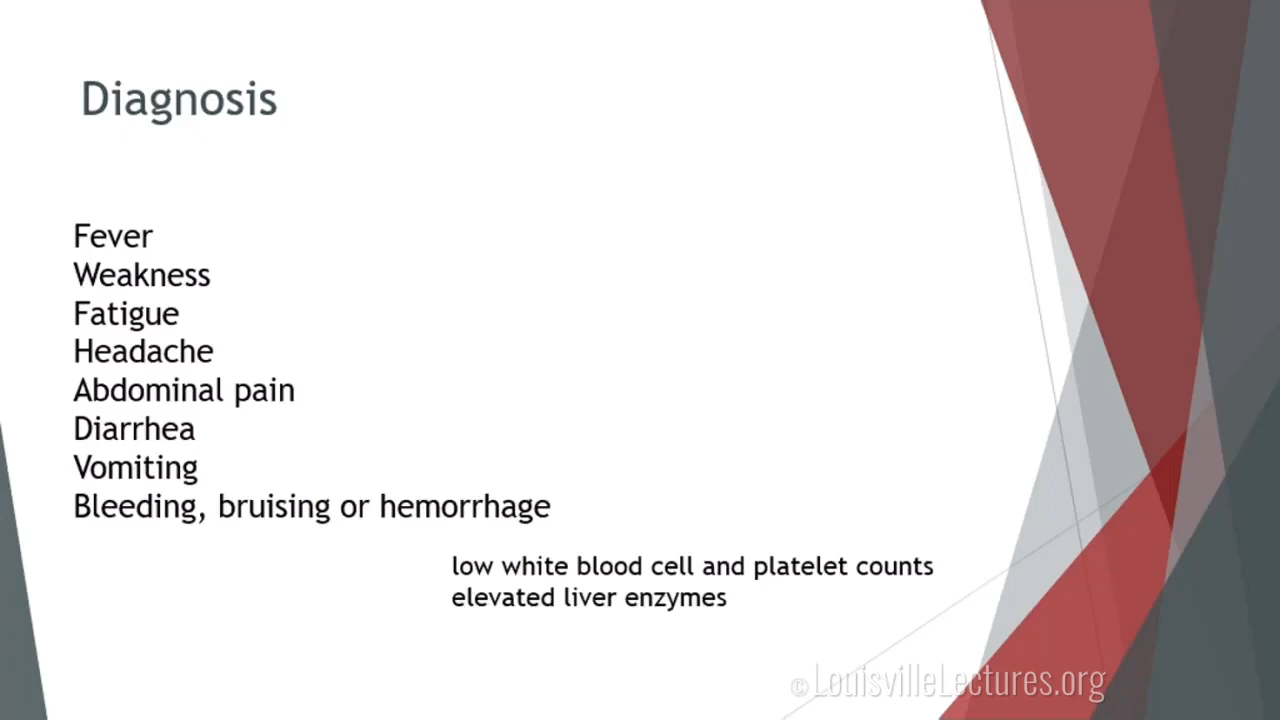 Diagnosis
Fever
Weakness
Fatigue
Headache
Abdominal pain
Diarrhea
Vomiting
Bleeding, bruising or hemorrhage
low white blood cell and platelet counts
elevated liver enzymes
©LouisvilleLectures.org